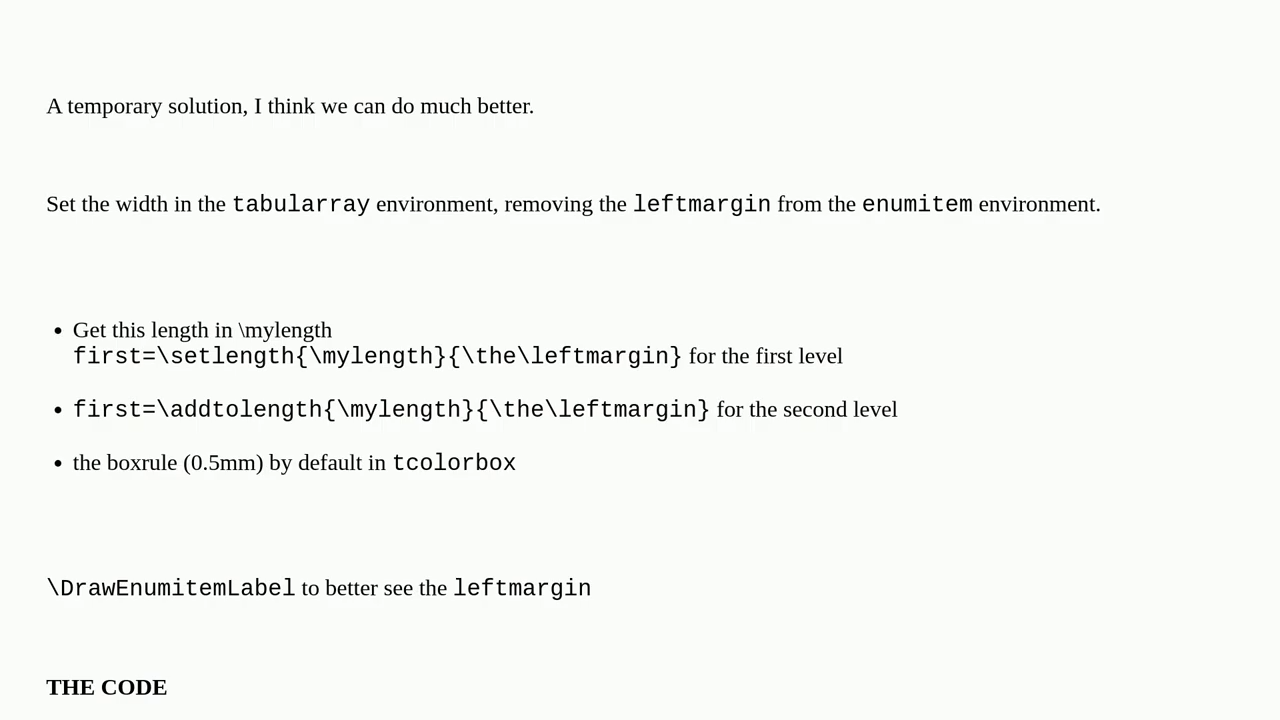 A temporary solution, I think we can do much better.
Set the width in the tabularray environment, removing the leftmargin from the enumitem environment.
• Get this length in \mylength
first=\setlength{\mylength}{\the\leftmargin} for the first level
• first=\addtolength{\mylength}{\the\leftmargin} for the second level
• the boxrule (0.5mm) by default in tcolorbox
\DrawEnumitemLabel to better see the leftmargin
THE CODE